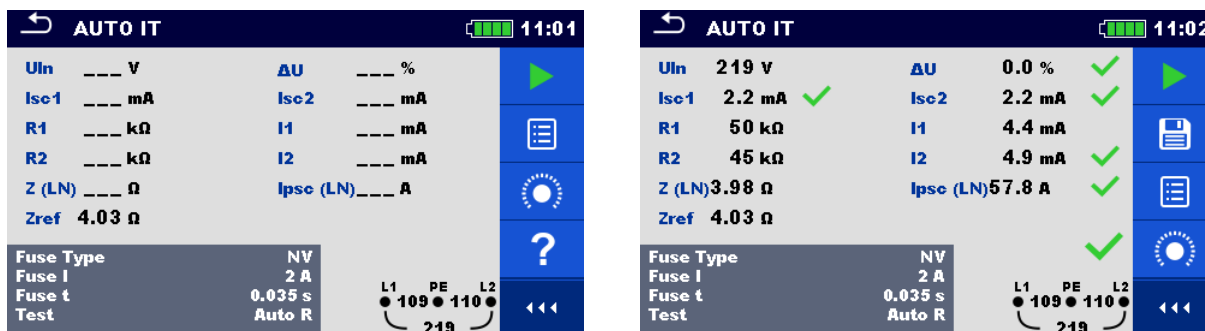 AUTO IT 11:01
Uln ___ V ΔU ___ %
Isc1 ___ mA Isc2 ___ mA
R1 ___ kΩ I1 ___ mA
R2 ___ kΩ I2 ___ mA
Z (LN) ___ Ω Ipsc (LN)___ A
Zref 4.03 Ω
?
Fuse Type NV
Fuse I 2 A
Fuse t 0.035 s
Test Auto R
L1 PE L2
109 110
219
AUTO IT 11:02
Uln 219 V ΔU 0.0 %
Isc1 2.2 mA Isc2 2.2 mA
R1 50 kΩ I1 4.4 mA
R2 45 kΩ I2 4.9 mA
Z (LN)3.98 Ω Ipsc (LN)57.8 A
Zref 4.03 Ω
Fuse Type NV
Fuse I 2 A
Fuse t 0.035 s
Test Auto R
L1 PE L2
109 110
219